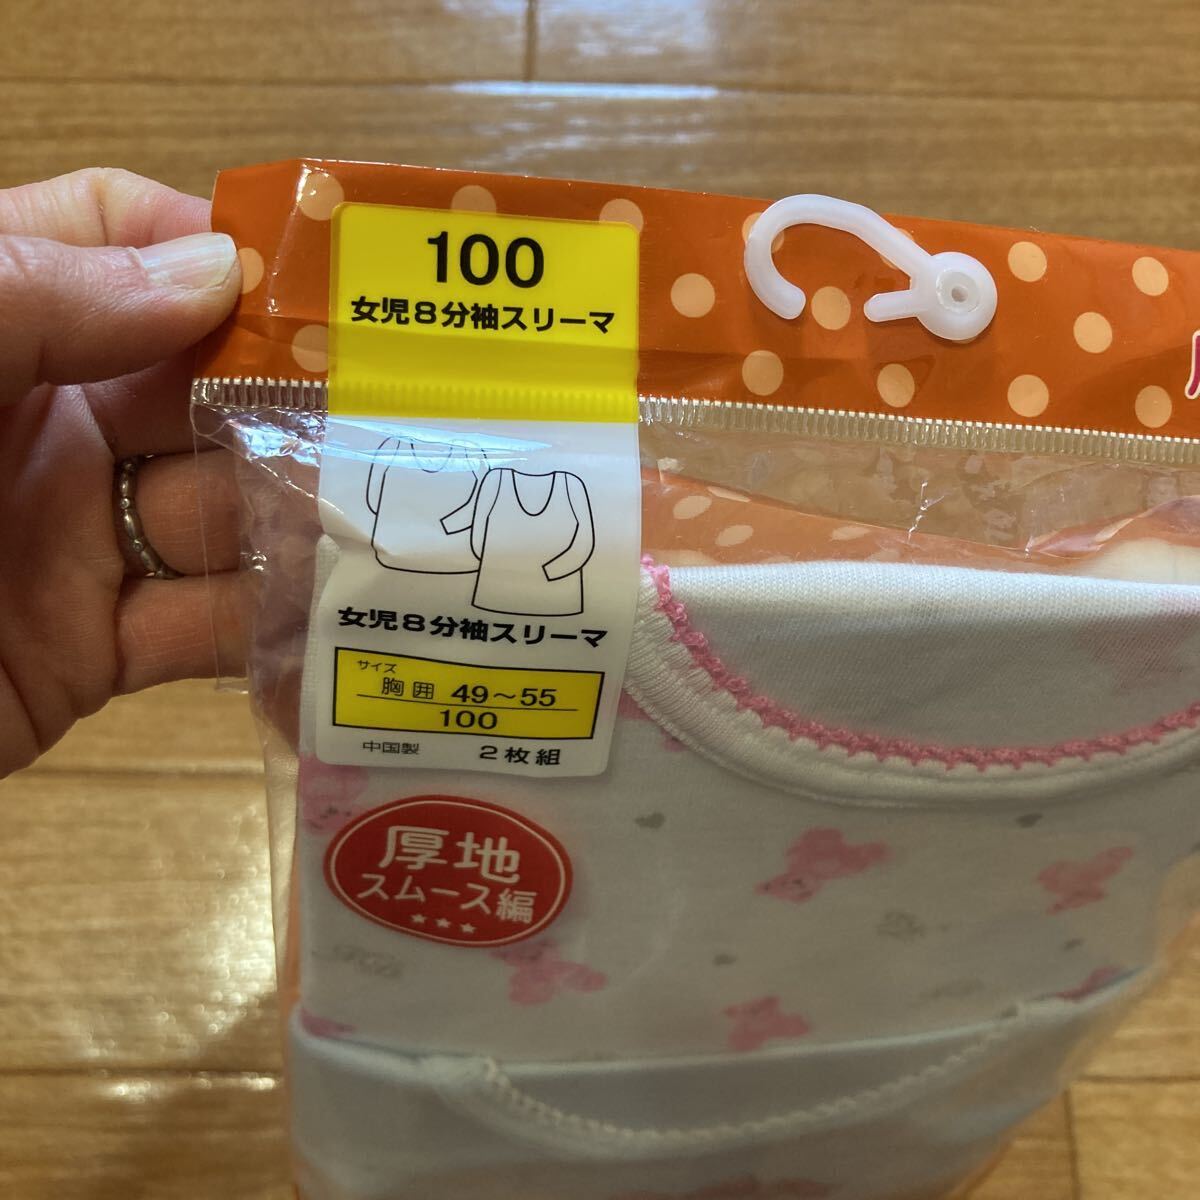 100
女児8分袖スリーマ
女児8分袖スリーマ
サイズ
胸囲 49～55
100
中国製 2枚組
厚地
スムース編